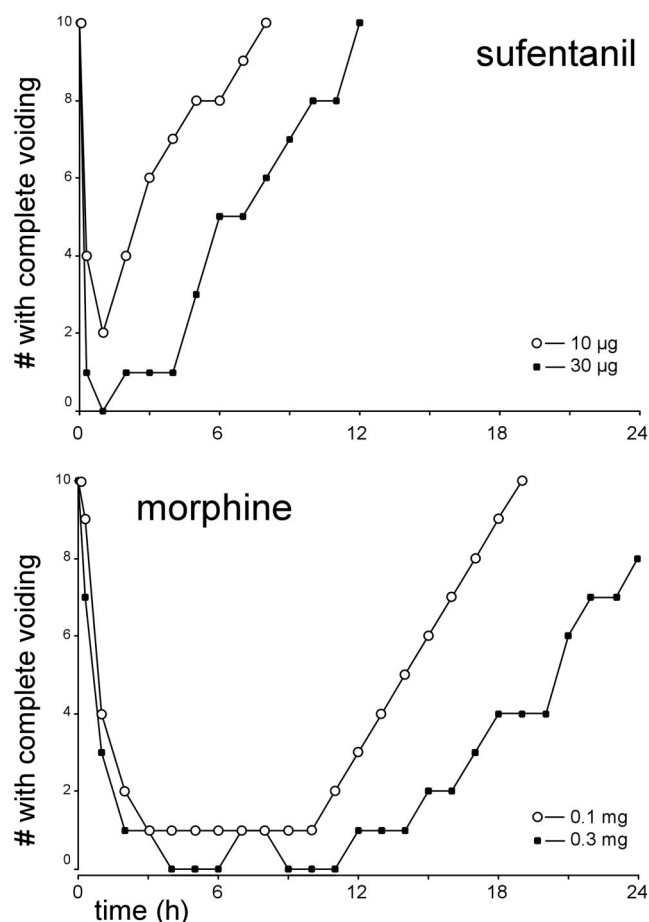 sufentanil
# with complete voiding
10
8
6
4
2
0
10 µg
30 µg
0 6 12 18 24
morphine
# with complete voiding
10
8
6
4
2
0
0.1 mg
0.3 mg
0 6 12 18 24
time (h)